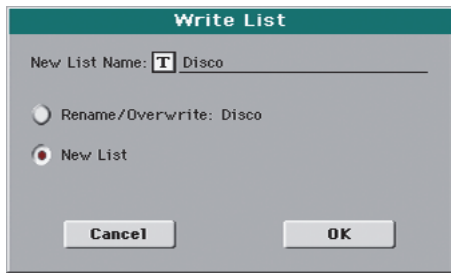 Write List
New List Name: T Disco
Rename/Overwrite: Disco
New List
Cancel OK